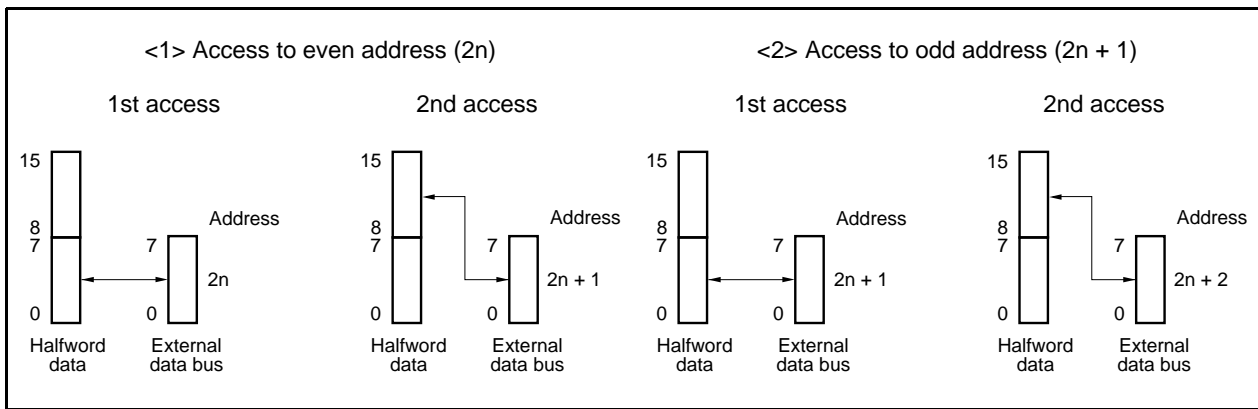 <1> Access to even address (2n)
1st access
15
8
7
0
Halfword
data
Address
7
2n
0
External
data bus
2nd access
15
8
7
0
Halfword
data
Address
7
2n + 1
0
External
data bus
<2> Access to odd address (2n + 1)
1st access
15
8
7
0
Halfword
data
Address
7
2n + 1
0
External
data bus
2nd access
15
8
7
0
Halfword
data
Address
7
2n + 2
0
External
data bus